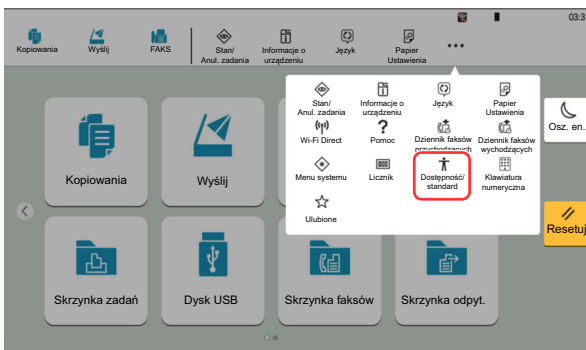 03:3
Kopiowania
Wyślij
FAKS
Stan/
Anul. zadania
Informacje o
urządzeniu
Język
Papier
Ustawienia
Stan/
Anul. zadania
Informacje o
urządzeniu
Język
Papier
Ustawienia
Wi-Fi Direct
Pomoc
Dziennik faksów
przychodzących
Dziennik faksów
wychodzących
Menu systemu
Licznik
Dostępność/
standard
Klawiatura
numeryczna
Ulubione
Osz. en.
Resetuj
Kopiowania
Wyślij
Skrzynka zadań
Dysk USB
Skrzynka faksów
Skrzynka odpyt.